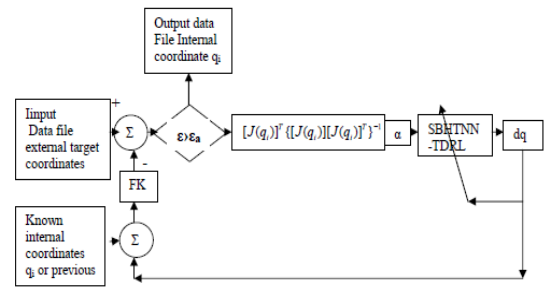 Output data
File Internal
coordinate qᵢ
Iinput
Data file
external target
coordinates
+
Σ
-
ε›εa
[J(qᵢ)]ᵀ{[J(qᵢ)][J(qᵢ)]ᵀ}⁻¹
α
SBHTNN
-TDRL
dq
FK
Known
internal
coordinates
qᵢ or previous
Σ